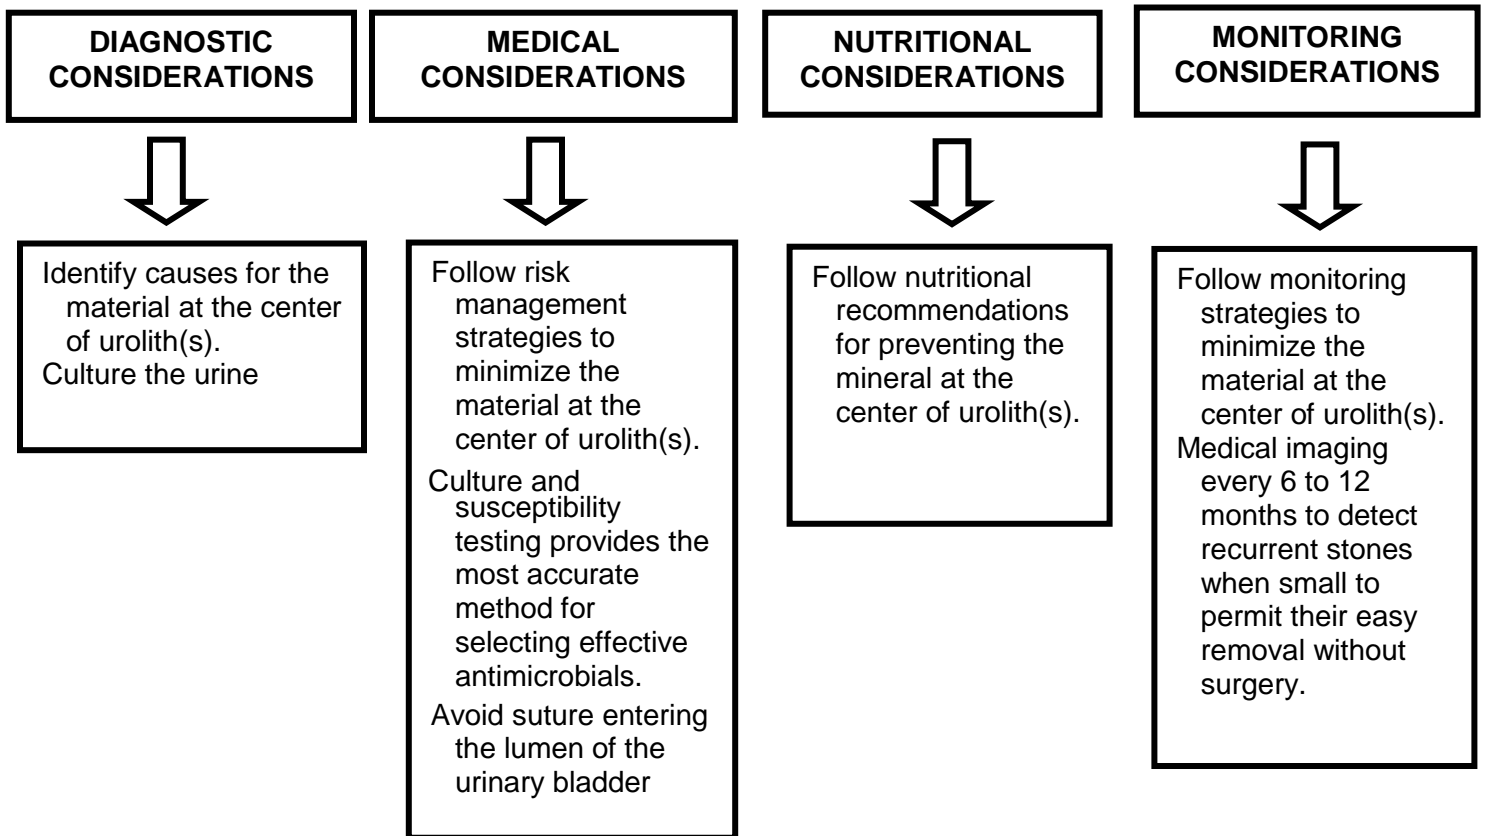 DIAGNOSTIC
CONSIDERATIONS
MEDICAL
CONSIDERATIONS
NUTRITIONAL
CONSIDERATIONS
MONITORING
CONSIDERATIONS
Identify causes for the
material at the center
of urolith(s).
Culture the urine
Follow risk
management
strategies to
minimize the
material at the
center of urolith(s).
Culture and
susceptibility
testing provides the
most accurate
method for
selecting effective
antimicrobials.
Avoid suture entering
the lumen of the
urinary bladder
Follow nutritional
recommendations
for preventing the
mineral at the
center of urolith(s).
Follow monitoring
strategies to
minimize the
material at the
center of urolith(s).
Medical imaging
every 6 to 12
months to detect
recurrent stones
when small to
permit their easy
removal without
surgery.